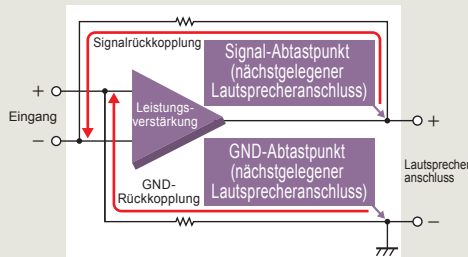 Signalrückkopplung
Signal-Abtastpunkt
(nächstgelegener
Lautsprecheranschluss)
+
Eingang
−
Leistungs-
verstärkung
+
Lautsprecher
anschluss
−
GND-Abtastpunkt
(nächstgelegener
Lautsprecheranschluss)
GND-
Rückkopplung